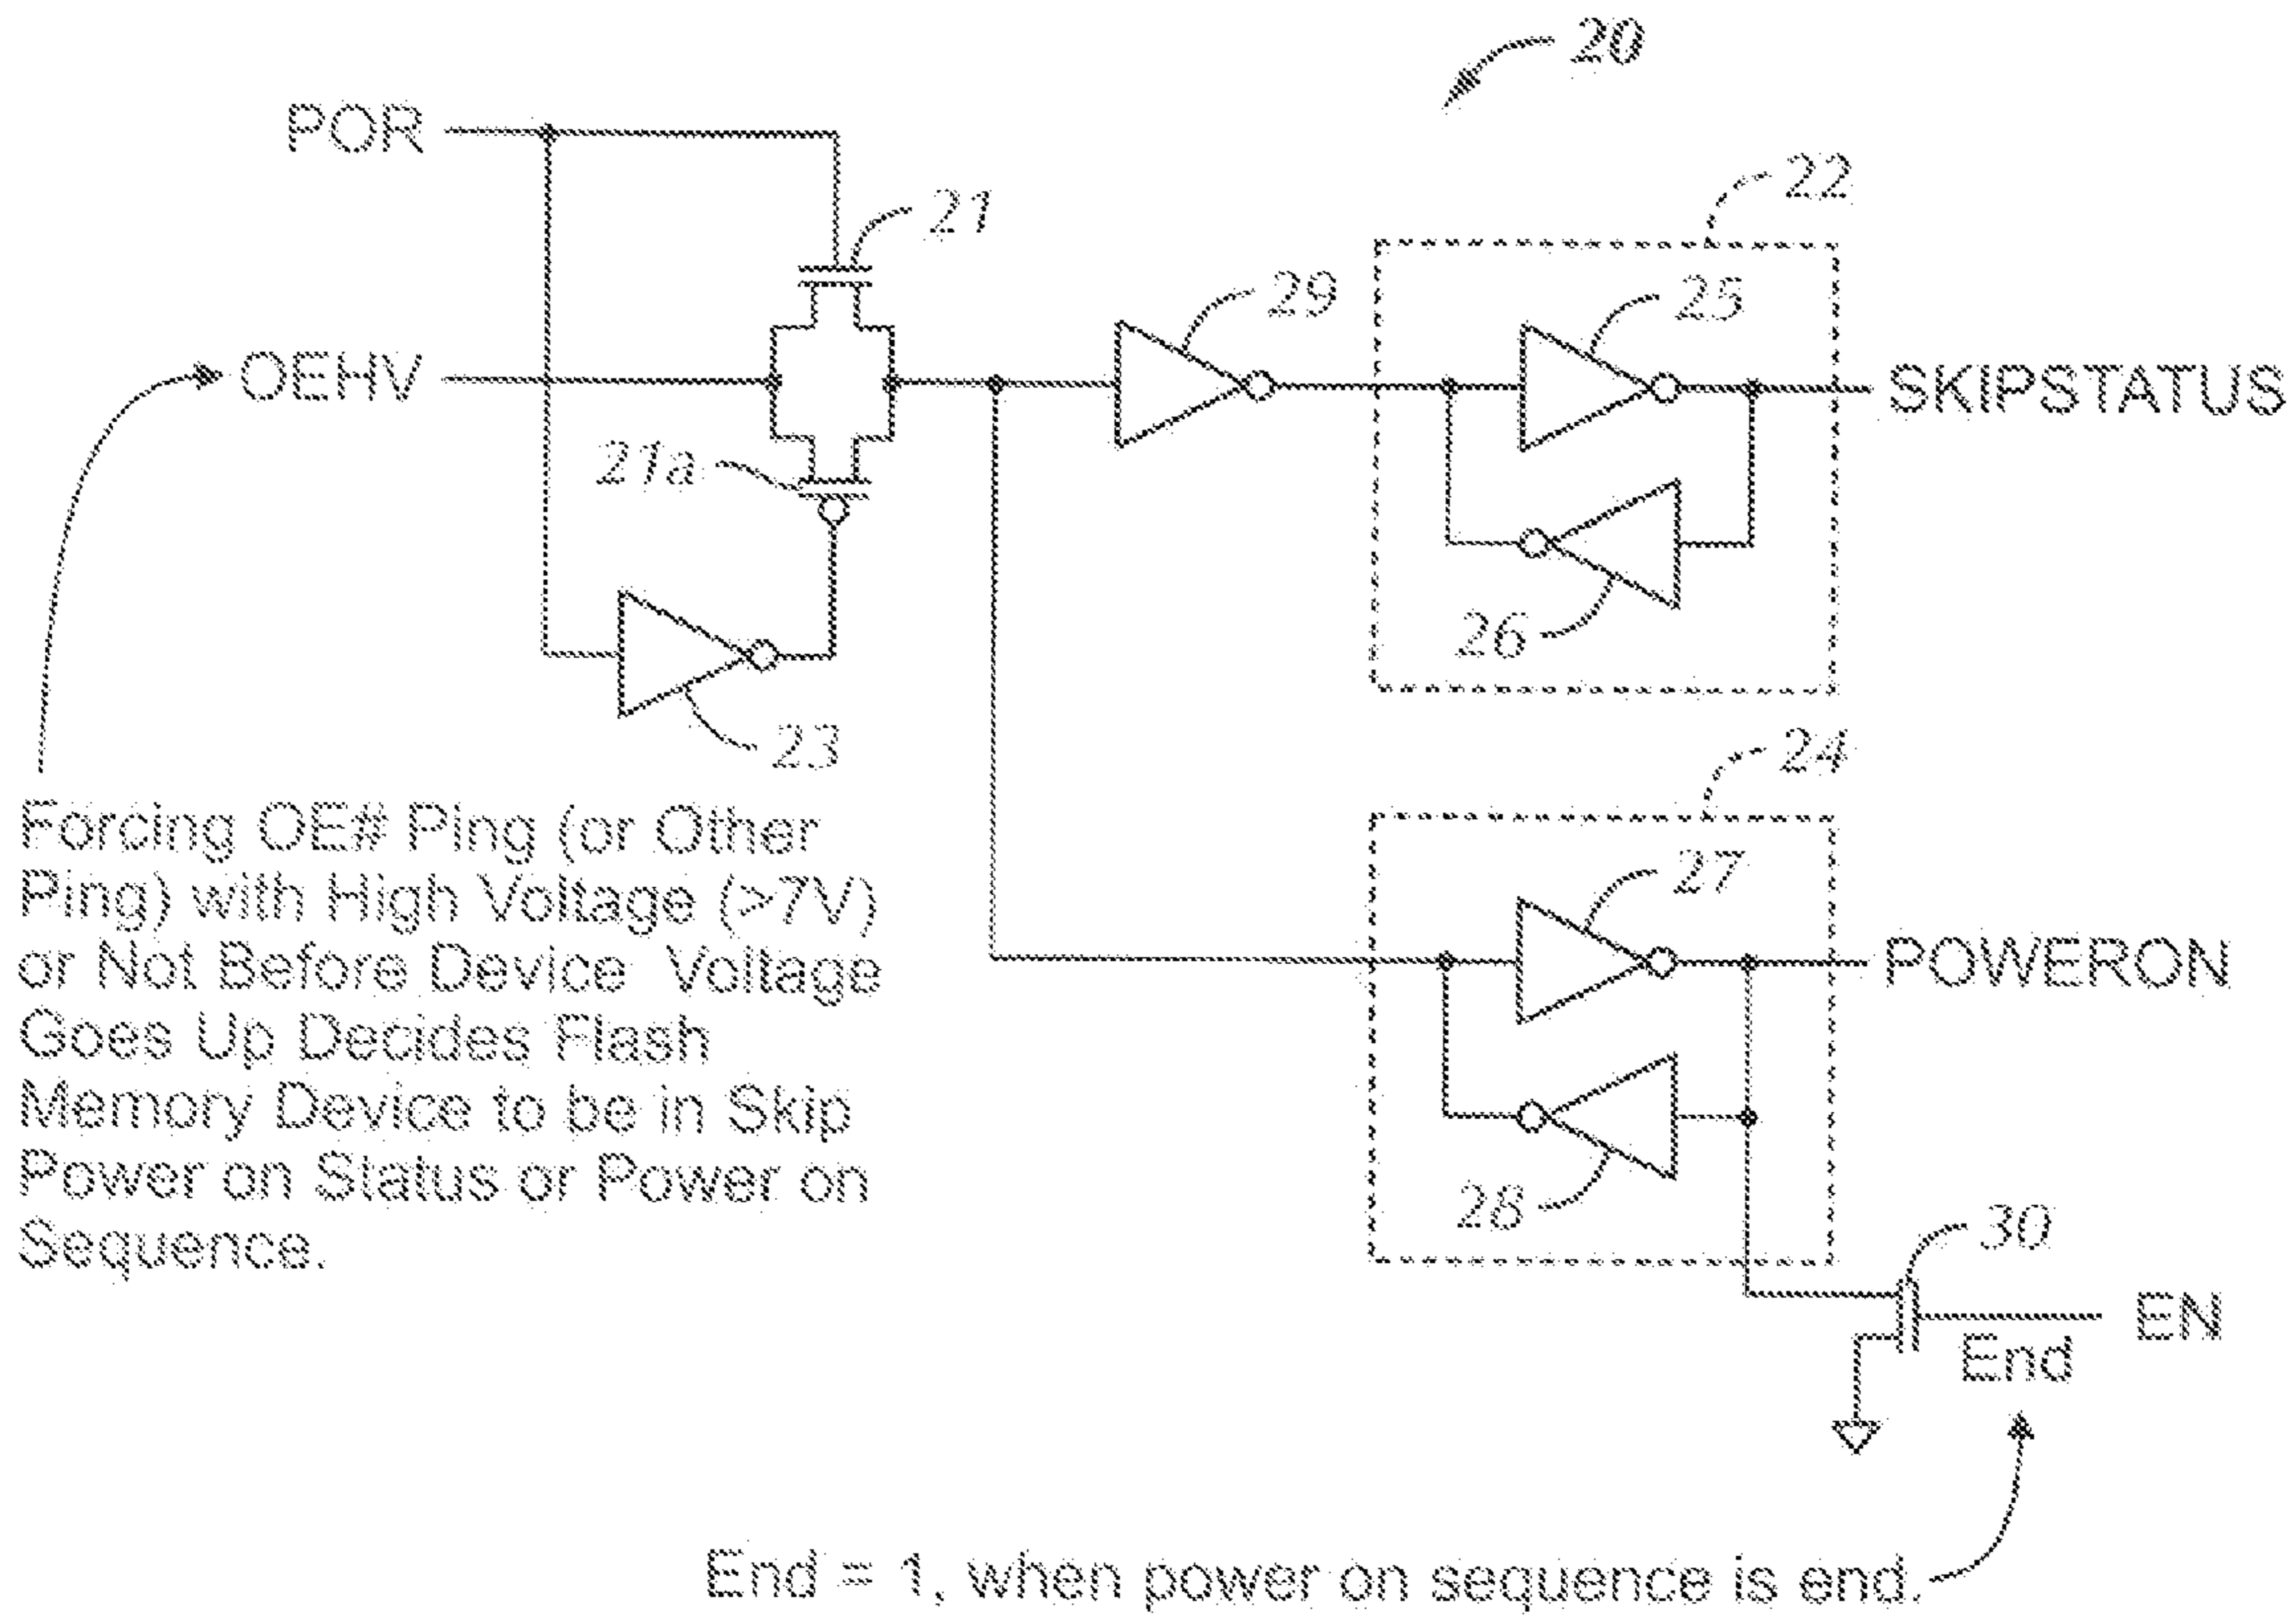 20
POR
22
21
29
25
OEHV
SKIPSTATUS
21a
26
23
24
Forcing OE# Ping (or Other
Ping) with High Voltage (>7V)
or Not Before Device Voltage
Goes Up Decides Flash
Memory Device to be in Skip
Power on Status or Power on
Sequence.
27
POWERON
28
30
EN
End
End = 1, when power on sequence is end.